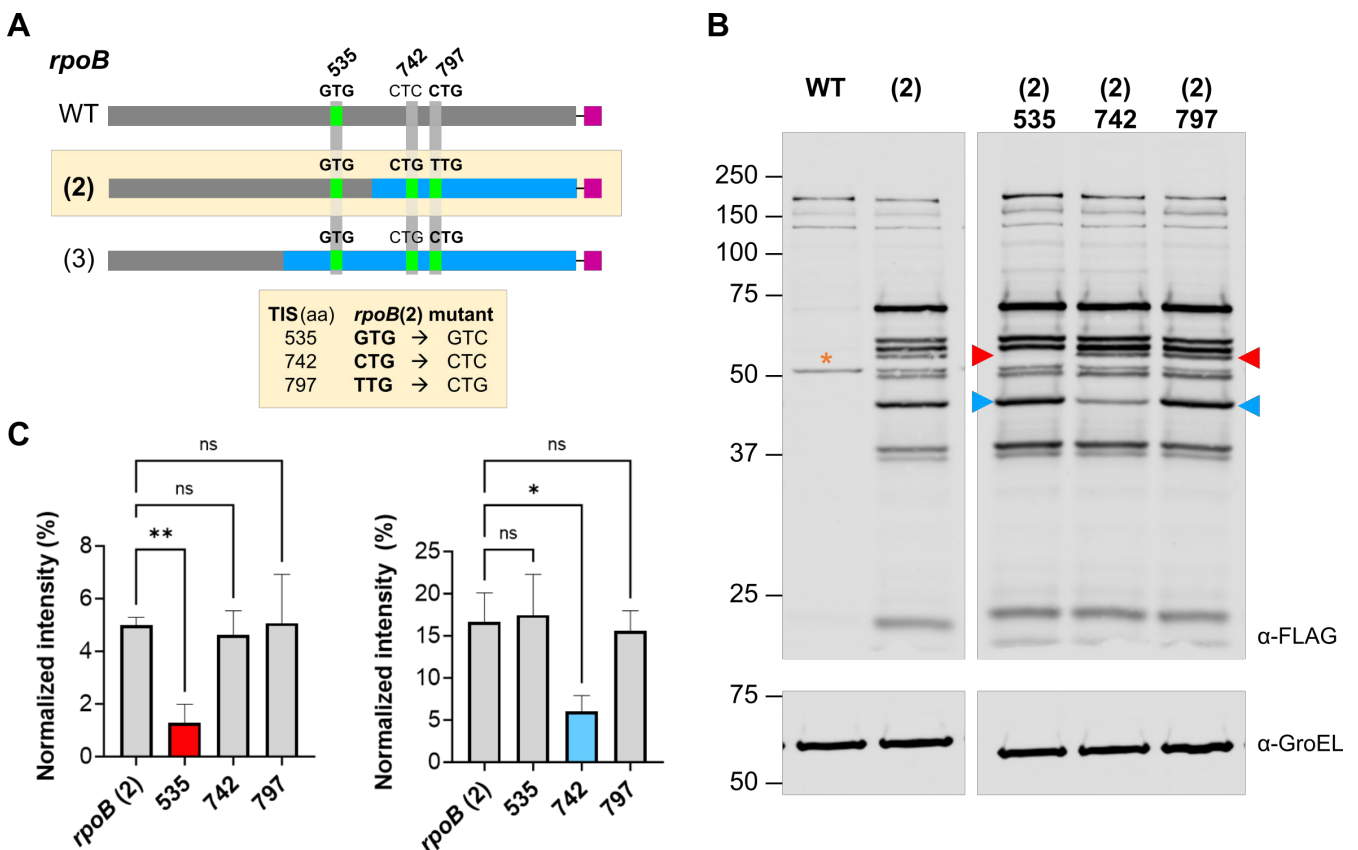 A
rpoB
535 742 797
GTG CTC CTG
WT
GTG CTG TTG
(2)
GTG CTG CTG
(3)
TIS (aa) rpoB(2) mutant
535 GTG → GTC
742 CTG → CTC
797 TTG → CTG
B
WT (2) (2) (2) (2)
535 742 797
250
150
100
75
50
37
25
*
α-FLAG
75
50
α-GroEL
C
Normalized intensity (%)
8
6
4
2
0
ns
ns
**
rpoB (2) 535 742 797
Normalized intensity (%)
25
20
15
10
5
0
ns
*
ns
rpoB (2) 535 742 797